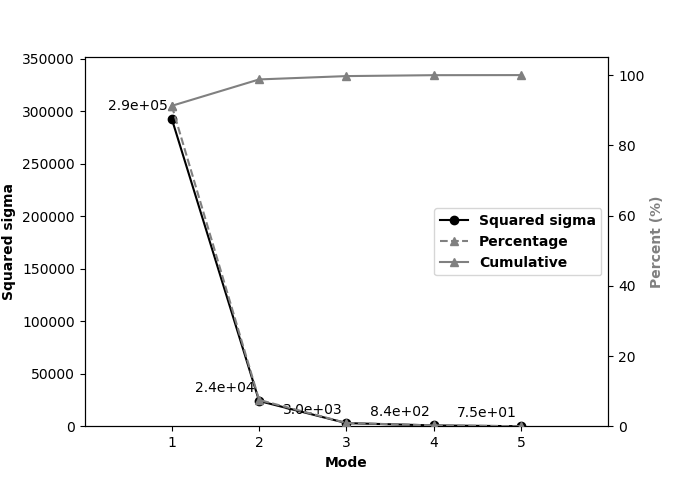 350000
300000
250000
200000
150000
100000
50000
0
Squared sigma
100
80
60
40
20
0
Percent (%)
2.9e+05
2.4e+04
3.0e+03
8.4e+02
7.5e+01
Squared sigma
Percentage
Cumulative
1 2 3 4 5
Mode